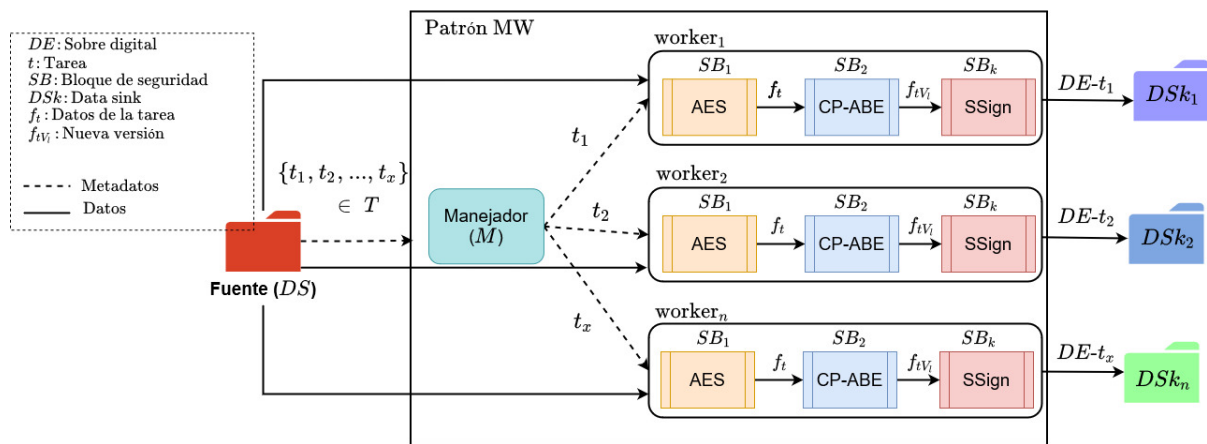 DE: Sobre digital
t: Tarea
SB: Bloque de seguridad
DSk: Data sink
f_t: Datos de la tarea
f_{tV_l}: Nueva versión
Metadatos
Datos
{t_1, t_2, ..., t_x}
∈ T
Fuente (DS)
Patrón MW
Manejador
(M)
t_1
t_2
t_x
worker_1
SB_1 SB_2 SB_k
AES f_t CP-ABE f_{tV_l} SSign
DE-t_1
DSk_1
worker_2
SB_1 SB_2 SB_k
AES f_t CP-ABE f_{tV_l} SSign
DE-t_2
DSk_2
worker_n
SB_1 SB_2 SB_k
AES f_t CP-ABE f_{tV_l} SSign
DE-t_x
DSk_n